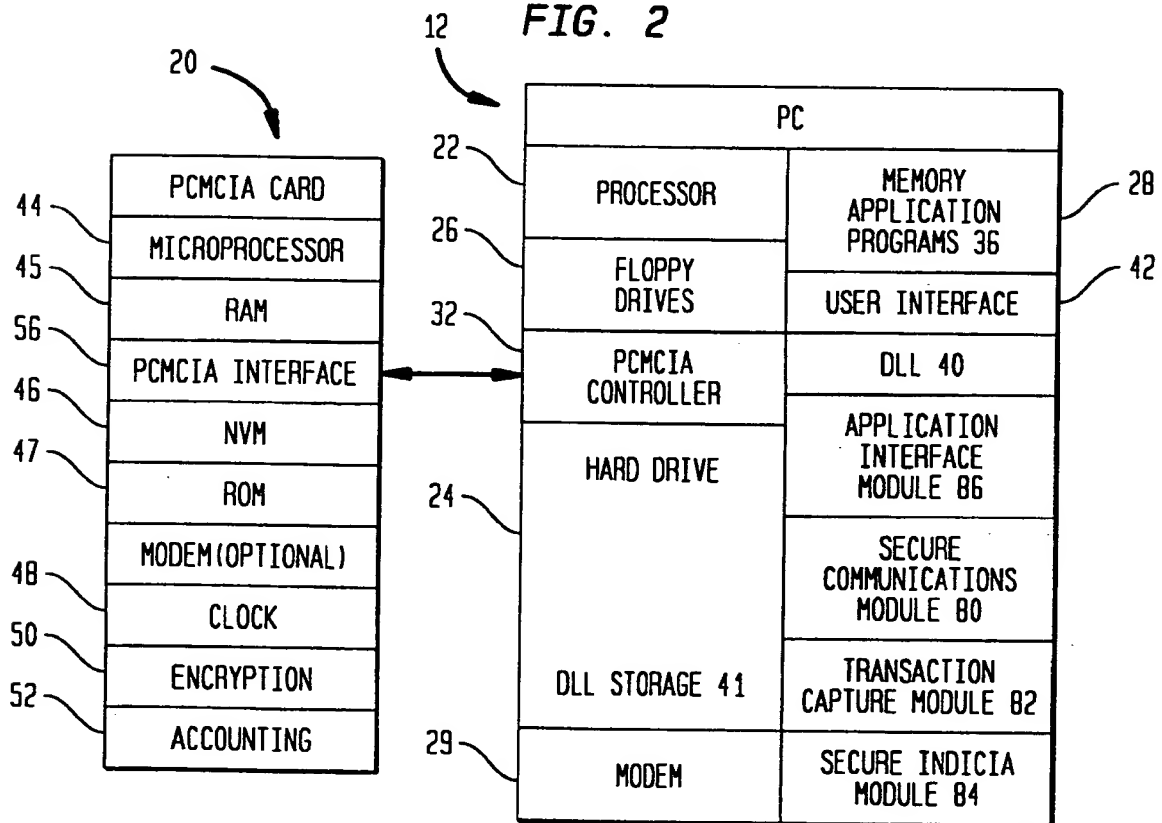 FIG. 2
20
PCMCIA CARD
44
MICROPROCESSOR
45
RAM
56
PCMCIA INTERFACE
46
NVM
47
ROM
MODEM(OPTIONAL)
48
CLOCK
50
ENCRYPTION
52
ACCOUNTING
12
PC
22
PROCESSOR
26
FLOPPY
DRIVES
32
PCMCIA
CONTROLLER
24
HARD DRIVE
DLL STORAGE 41
29
MODEM
MEMORY
APPLICATION
PROGRAMS 36
28
USER INTERFACE
42
DLL 40
APPLICATION
INTERFACE
MODULE 86
SECURE
COMMUNICATIONS
MODULE 80
TRANSACTION
CAPTURE MODULE 82
SECURE INDICIA
MODULE 84